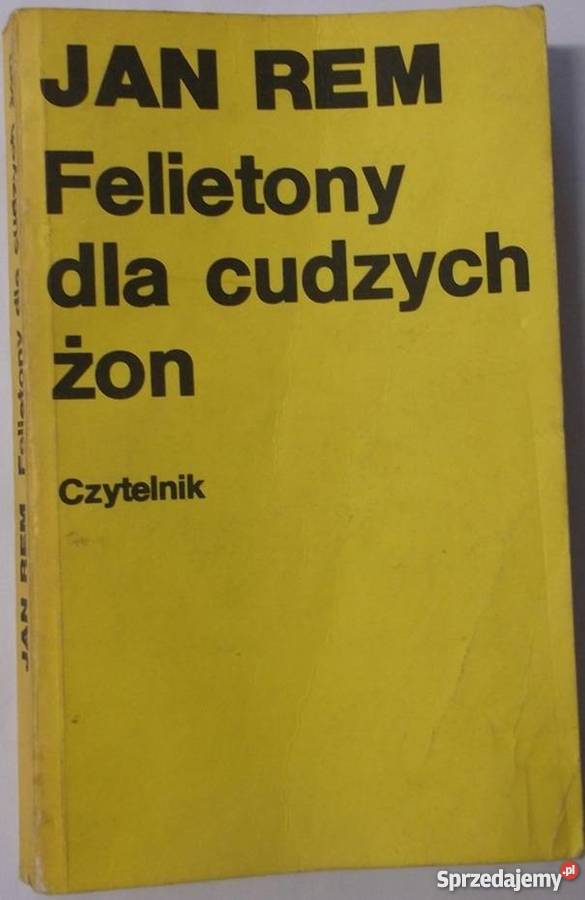 JAN REM
Felietony
dla cudzych
żon
Czytelnik
JAN REM Felietony dla cudzych żon
Sprzedajemy.pl